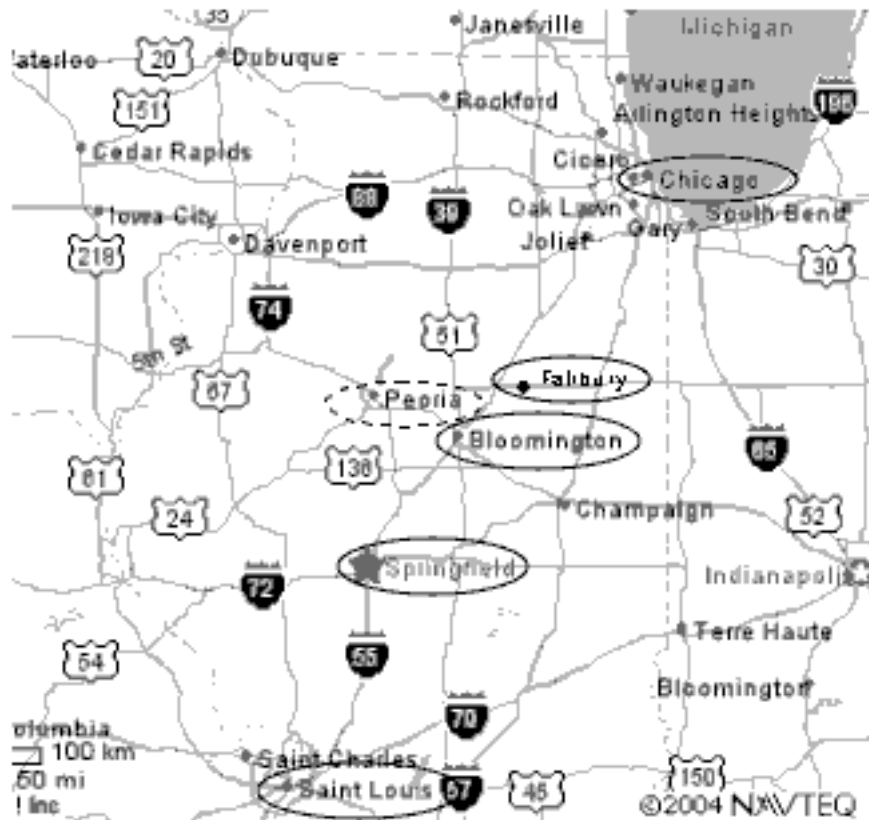 35
Michigan
Janesville
20
Dubuque
aterloo
Waukegan
151
Rockford
Arlington Heights
196
Cicero
Cedar Rapids
Chicago
88
39
Iowa City
Oak Lawn
South Bend
Gary
Davenport
Joliet
218
30
74
51
5th St
67
Peoria
Fairbury
Bloomington
65
136
61
24
Champaign
52
Springfield
Indianapoli
72
Terre Haute
55
54
Bloomington
70
olumbia
100 km
Saint Charles
50 mi
Saint Louis
57
45
150
! Inc
©2004 NAVTEQ